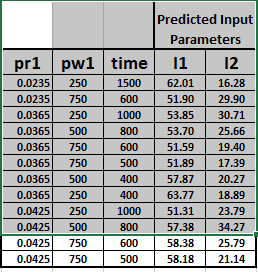 Predicted Input
Parameters
pr1 pw1 time I1 I2
0.0235 250 1500 62.01 16.28
0.0235 750 600 51.90 29.90
0.0365 250 1000 53.85 30.71
0.0365 500 800 53.70 25.66
0.0365 750 600 51.59 19.40
0.0365 750 500 51.89 17.39
0.0365 500 400 57.87 20.27
0.0365 250 400 63.77 18.89
0.0425 250 1000 51.31 23.79
0.0425 500 800 57.38 34.27
0.0425 750 600 58.38 25.79
0.0425 750 500 58.18 21.14